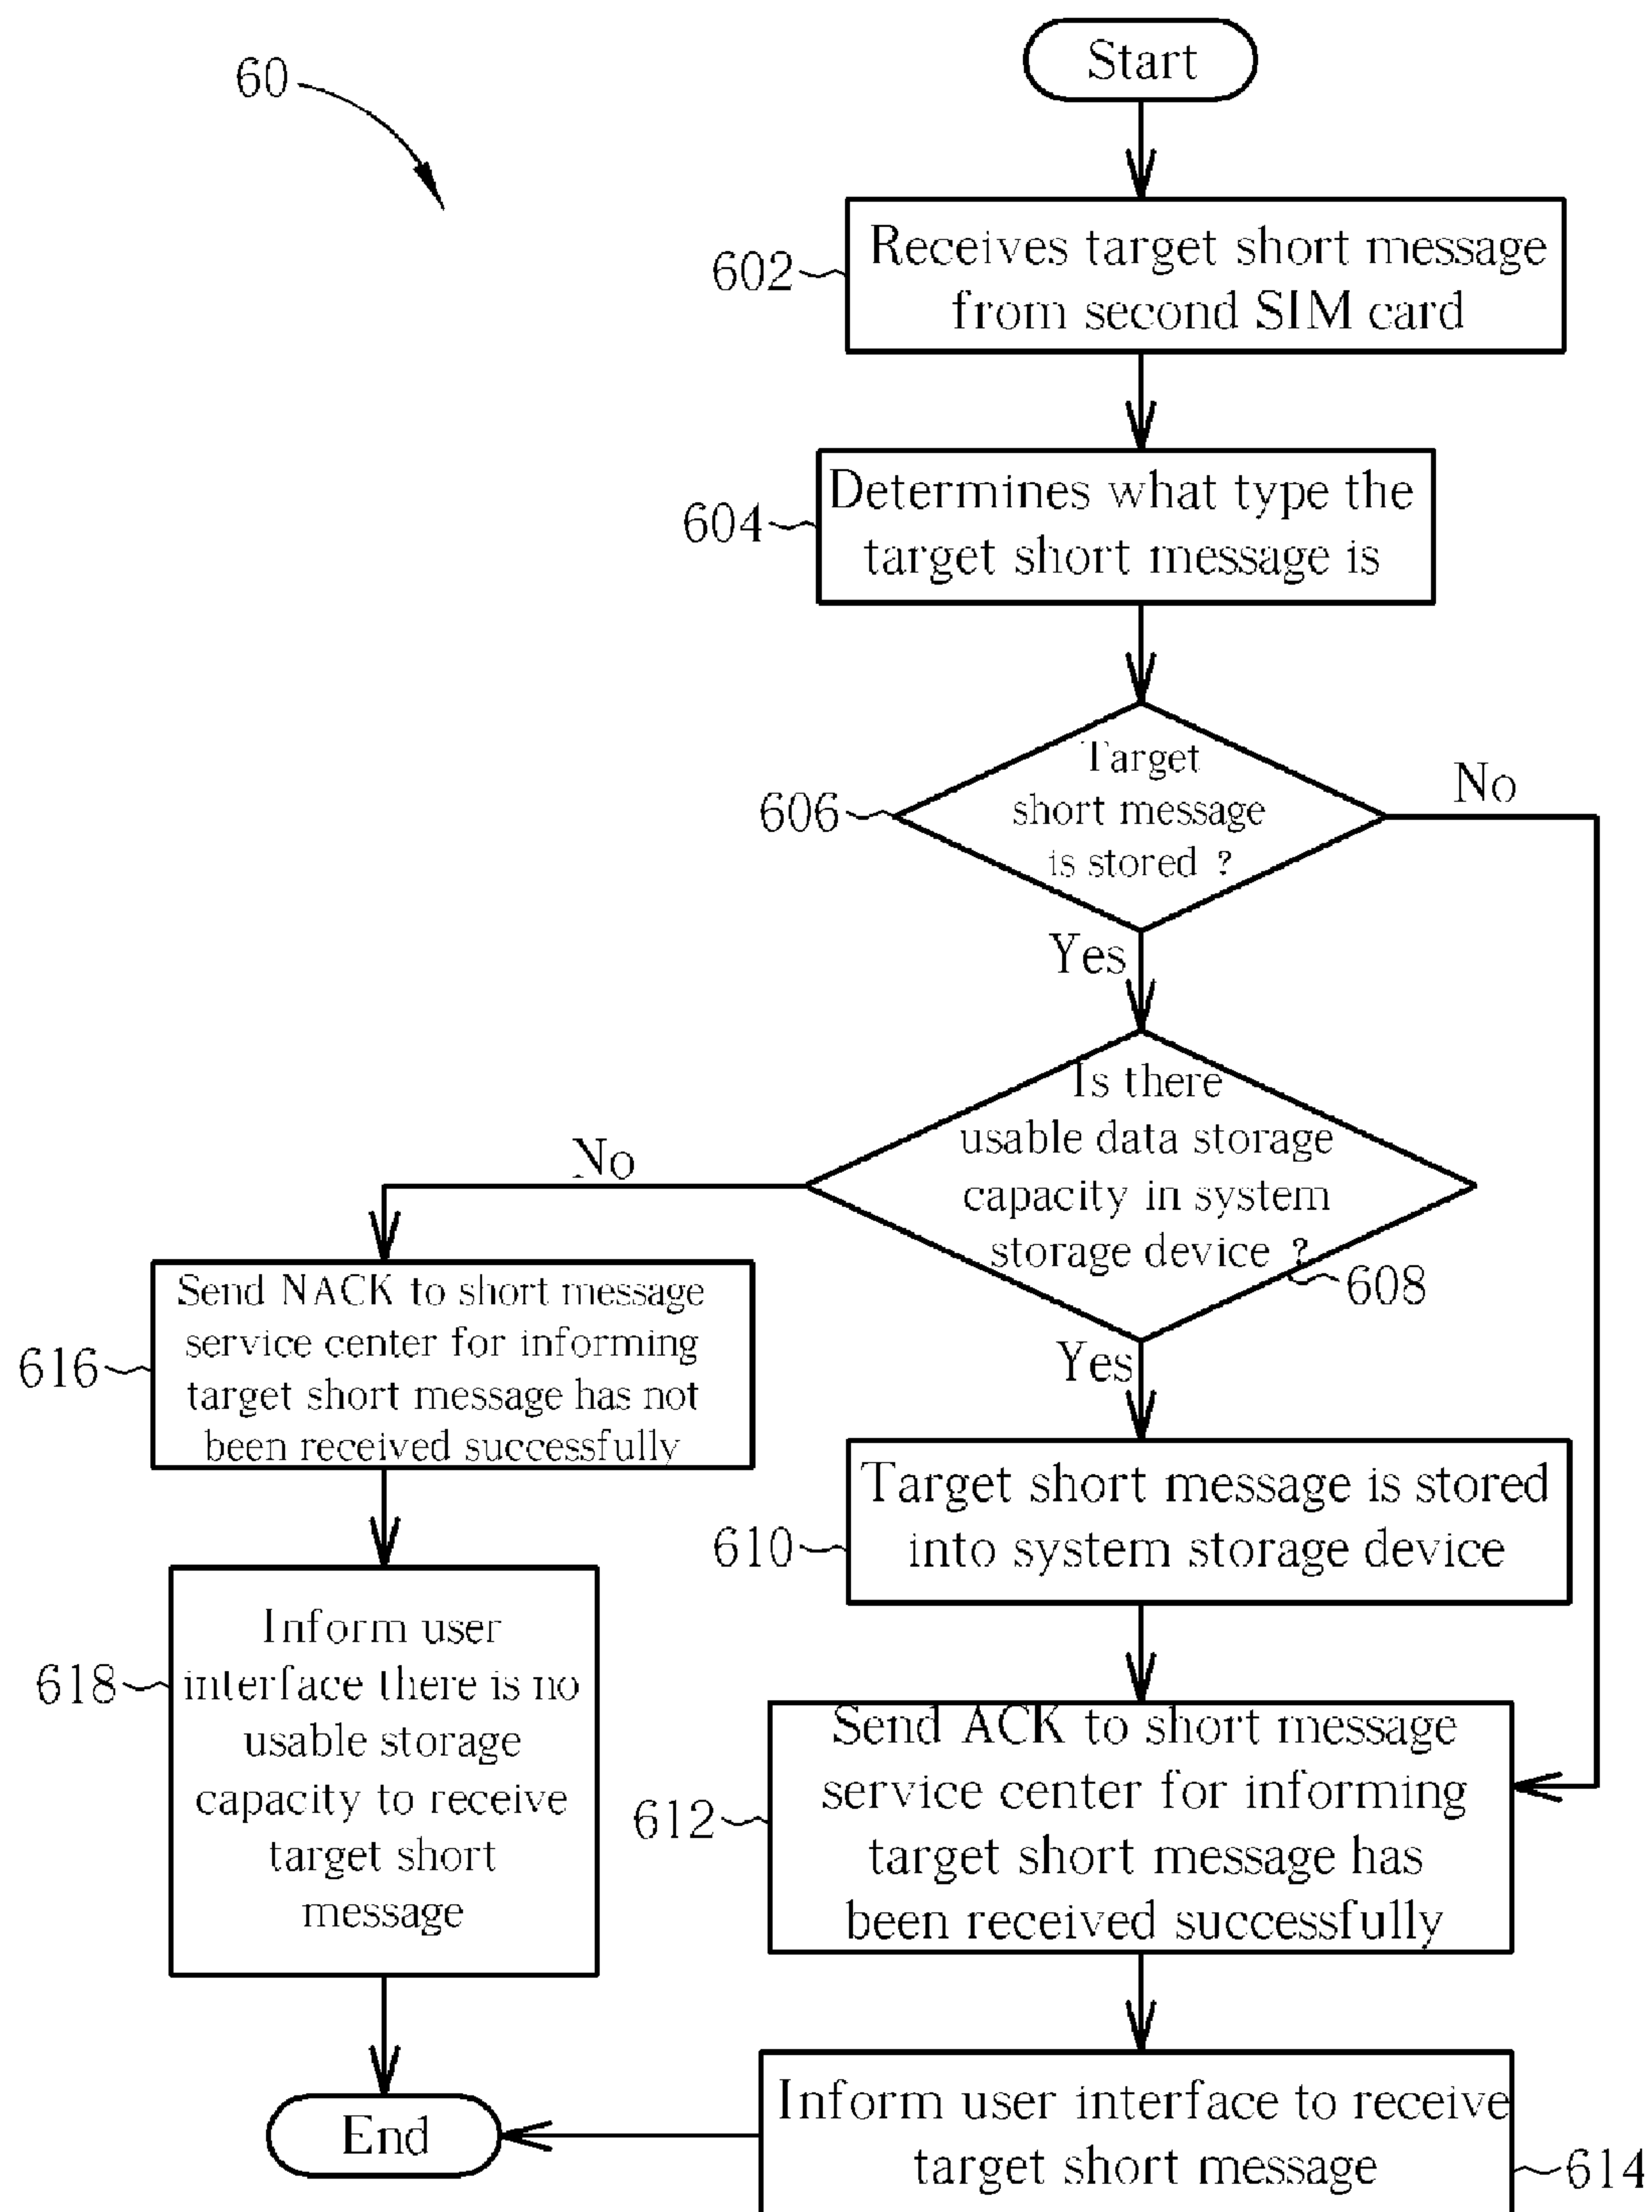 60
Start
602
Receives target short message
from second SIM card
604
Determines what type the
target short message is
606
Target
short message
is stored ?
No
Yes
Is there
usable data storage
capacity in system
storage device ?
608
No
Yes
616
Send NACK to short message
service center for informing
target short message has not
been received successfully
610
Target short message is stored
into system storage device
618
Inform user
interface there is no
usable storage
capacity to receive
target short
message
612
Send ACK to short message
service center for informing
target short message has
been received successfully
End
Inform user interface to receive
target short message
614